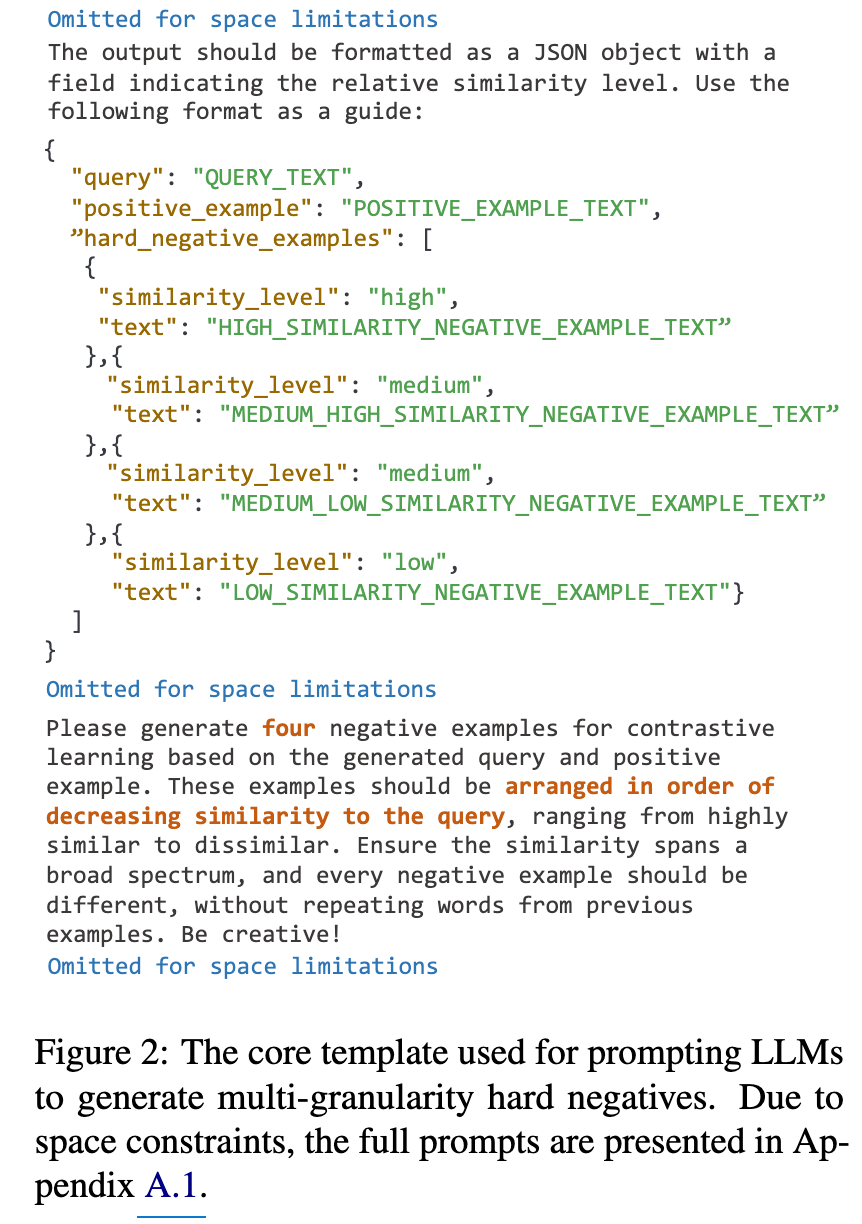 Omitted for space limitations
The output should be formatted as a JSON object with a
field indicating the relative similarity level. Use the
following format as a guide:
{
"query": "QUERY_TEXT",
"positive_example": "POSITIVE_EXAMPLE_TEXT",
”hard_negative_examples": [
{
"similarity_level": "high",
"text": "HIGH_SIMILARITY_NEGATIVE_EXAMPLE_TEXT”
},{
"similarity_level": "medium",
"text": "MEDIUM_HIGH_SIMILARITY_NEGATIVE_EXAMPLE_TEXT”
},{
"similarity_level": "medium",
"text": "MEDIUM_LOW_SIMILARITY_NEGATIVE_EXAMPLE_TEXT”
},{
"similarity_level": "low",
"text": "LOW_SIMILARITY_NEGATIVE_EXAMPLE_TEXT"}
]
}
Omitted for space limitations
Please generate four negative examples for contrastive
learning based on the generated query and positive
example. These examples should be arranged in order of
decreasing similarity to the query, ranging from highly
similar to dissimilar. Ensure the similarity spans a
broad spectrum, and every negative example should be
different, without repeating words from previous
examples. Be creative!
Omitted for space limitations
Figure 2: The core template used for prompting LLMs
to generate multi-granularity hard negatives. Due to
space constraints, the full prompts are presented in Ap-
pendix A.1.